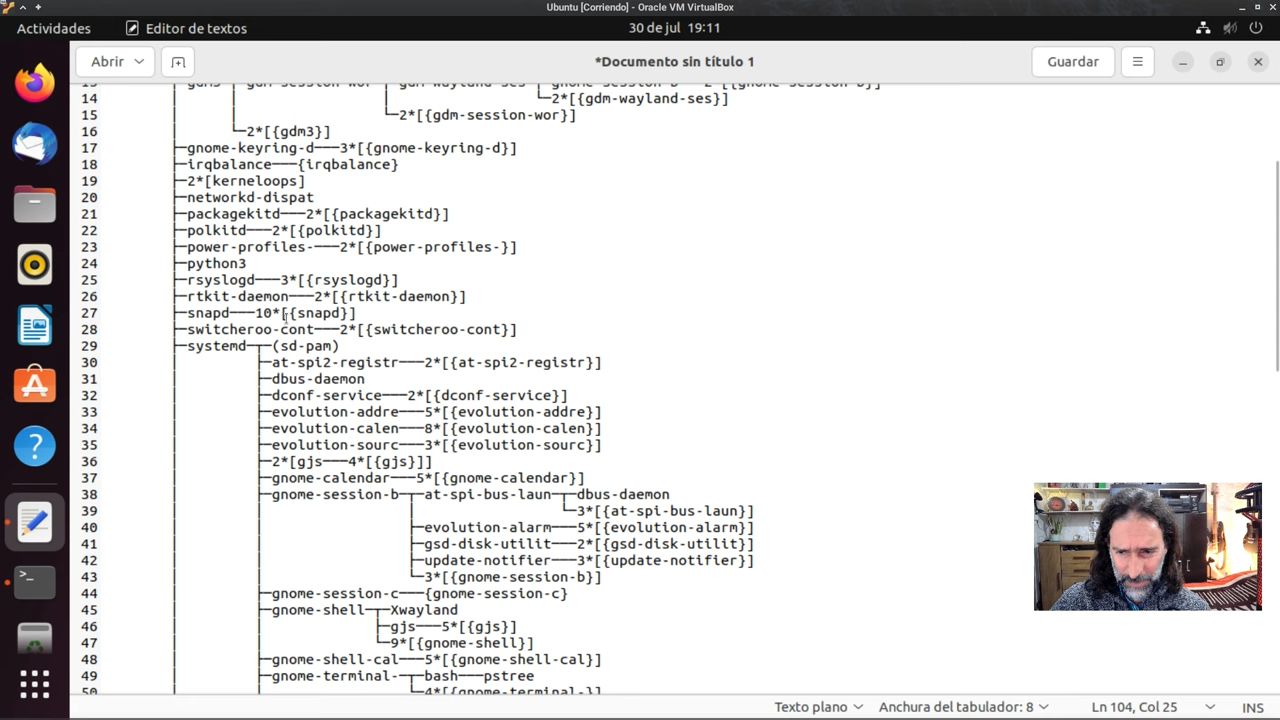 Ubuntu [Corriendo] - Oracle VM VirtualBox
Actividades Editor de textos 30 de jul 19:11
Abrir *Documento sin título 1 Guardar
14 │ │ │ └─2*[{gdm-wayland-ses}]
15 │ │ └─2*[{gdm-session-wor}]
16 │ └─2*[{gdm3}]
17 ├─gnome-keyring-d───3*[{gnome-keyring-d}]
18 ├─irqbalance───{irqbalance}
19 ├─2*[kerneloops]
20 ├─networkd-dispat
21 ├─packagekitd───2*[{packagekitd}]
22 ├─polkitd───2*[{polkitd}]
23 ├─power-profiles-───2*[{power-profiles-}]
24 ├─python3
25 ├─rsyslogd───3*[{rsyslogd}]
26 ├─rtkit-daemon───2*[{rtkit-daemon}]
27 ├─snapd───10*[{snapd}]
28 ├─switcheroo-cont───2*[{switcheroo-cont}]
29 ├─systemd─┬─(sd-pam)
30 │ ├─at-spi2-registr───2*[{at-spi2-registr}]
31 │ ├─dbus-daemon
32 │ ├─dconf-service───2*[{dconf-service}]
33 │ ├─evolution-addre───5*[{evolution-addre}]
34 │ ├─evolution-calen───8*[{evolution-calen}]
35 │ ├─evolution-sourc───3*[{evolution-sourc}]
36 │ ├─2*[gjs───4*[{gjs}]]
37 │ ├─gnome-calendar───5*[{gnome-calendar}]
38 │ ├─gnome-session-b─┬─at-spi-bus-laun─┬─dbus-daemon
39 │ │ │ └─3*[{at-spi-bus-laun}]
40 │ │ ├─evolution-alarm───5*[{evolution-alarm}]
41 │ │ ├─gsd-disk-utilit───2*[{gsd-disk-utilit}]
42 │ │ ├─update-notifier───3*[{update-notifier}]
43 │ │ └─3*[{gnome-session-b}]
44 │ ├─gnome-session-c───{gnome-session-c}
45 │ ├─gnome-shell─┬─Xwayland
46 │ │ ├─gjs───5*[{gjs}]
47 │ │ └─9*[{gnome-shell}]
48 │ ├─gnome-shell-cal───5*[{gnome-shell-cal}]
49 │ ├─gnome-terminal-─┬─bash───pstree
50 │ │ └─4*[{gnome-terminal-}]
Texto plano Anchura del tabulador: 8 Ln 104, Col 25 INS